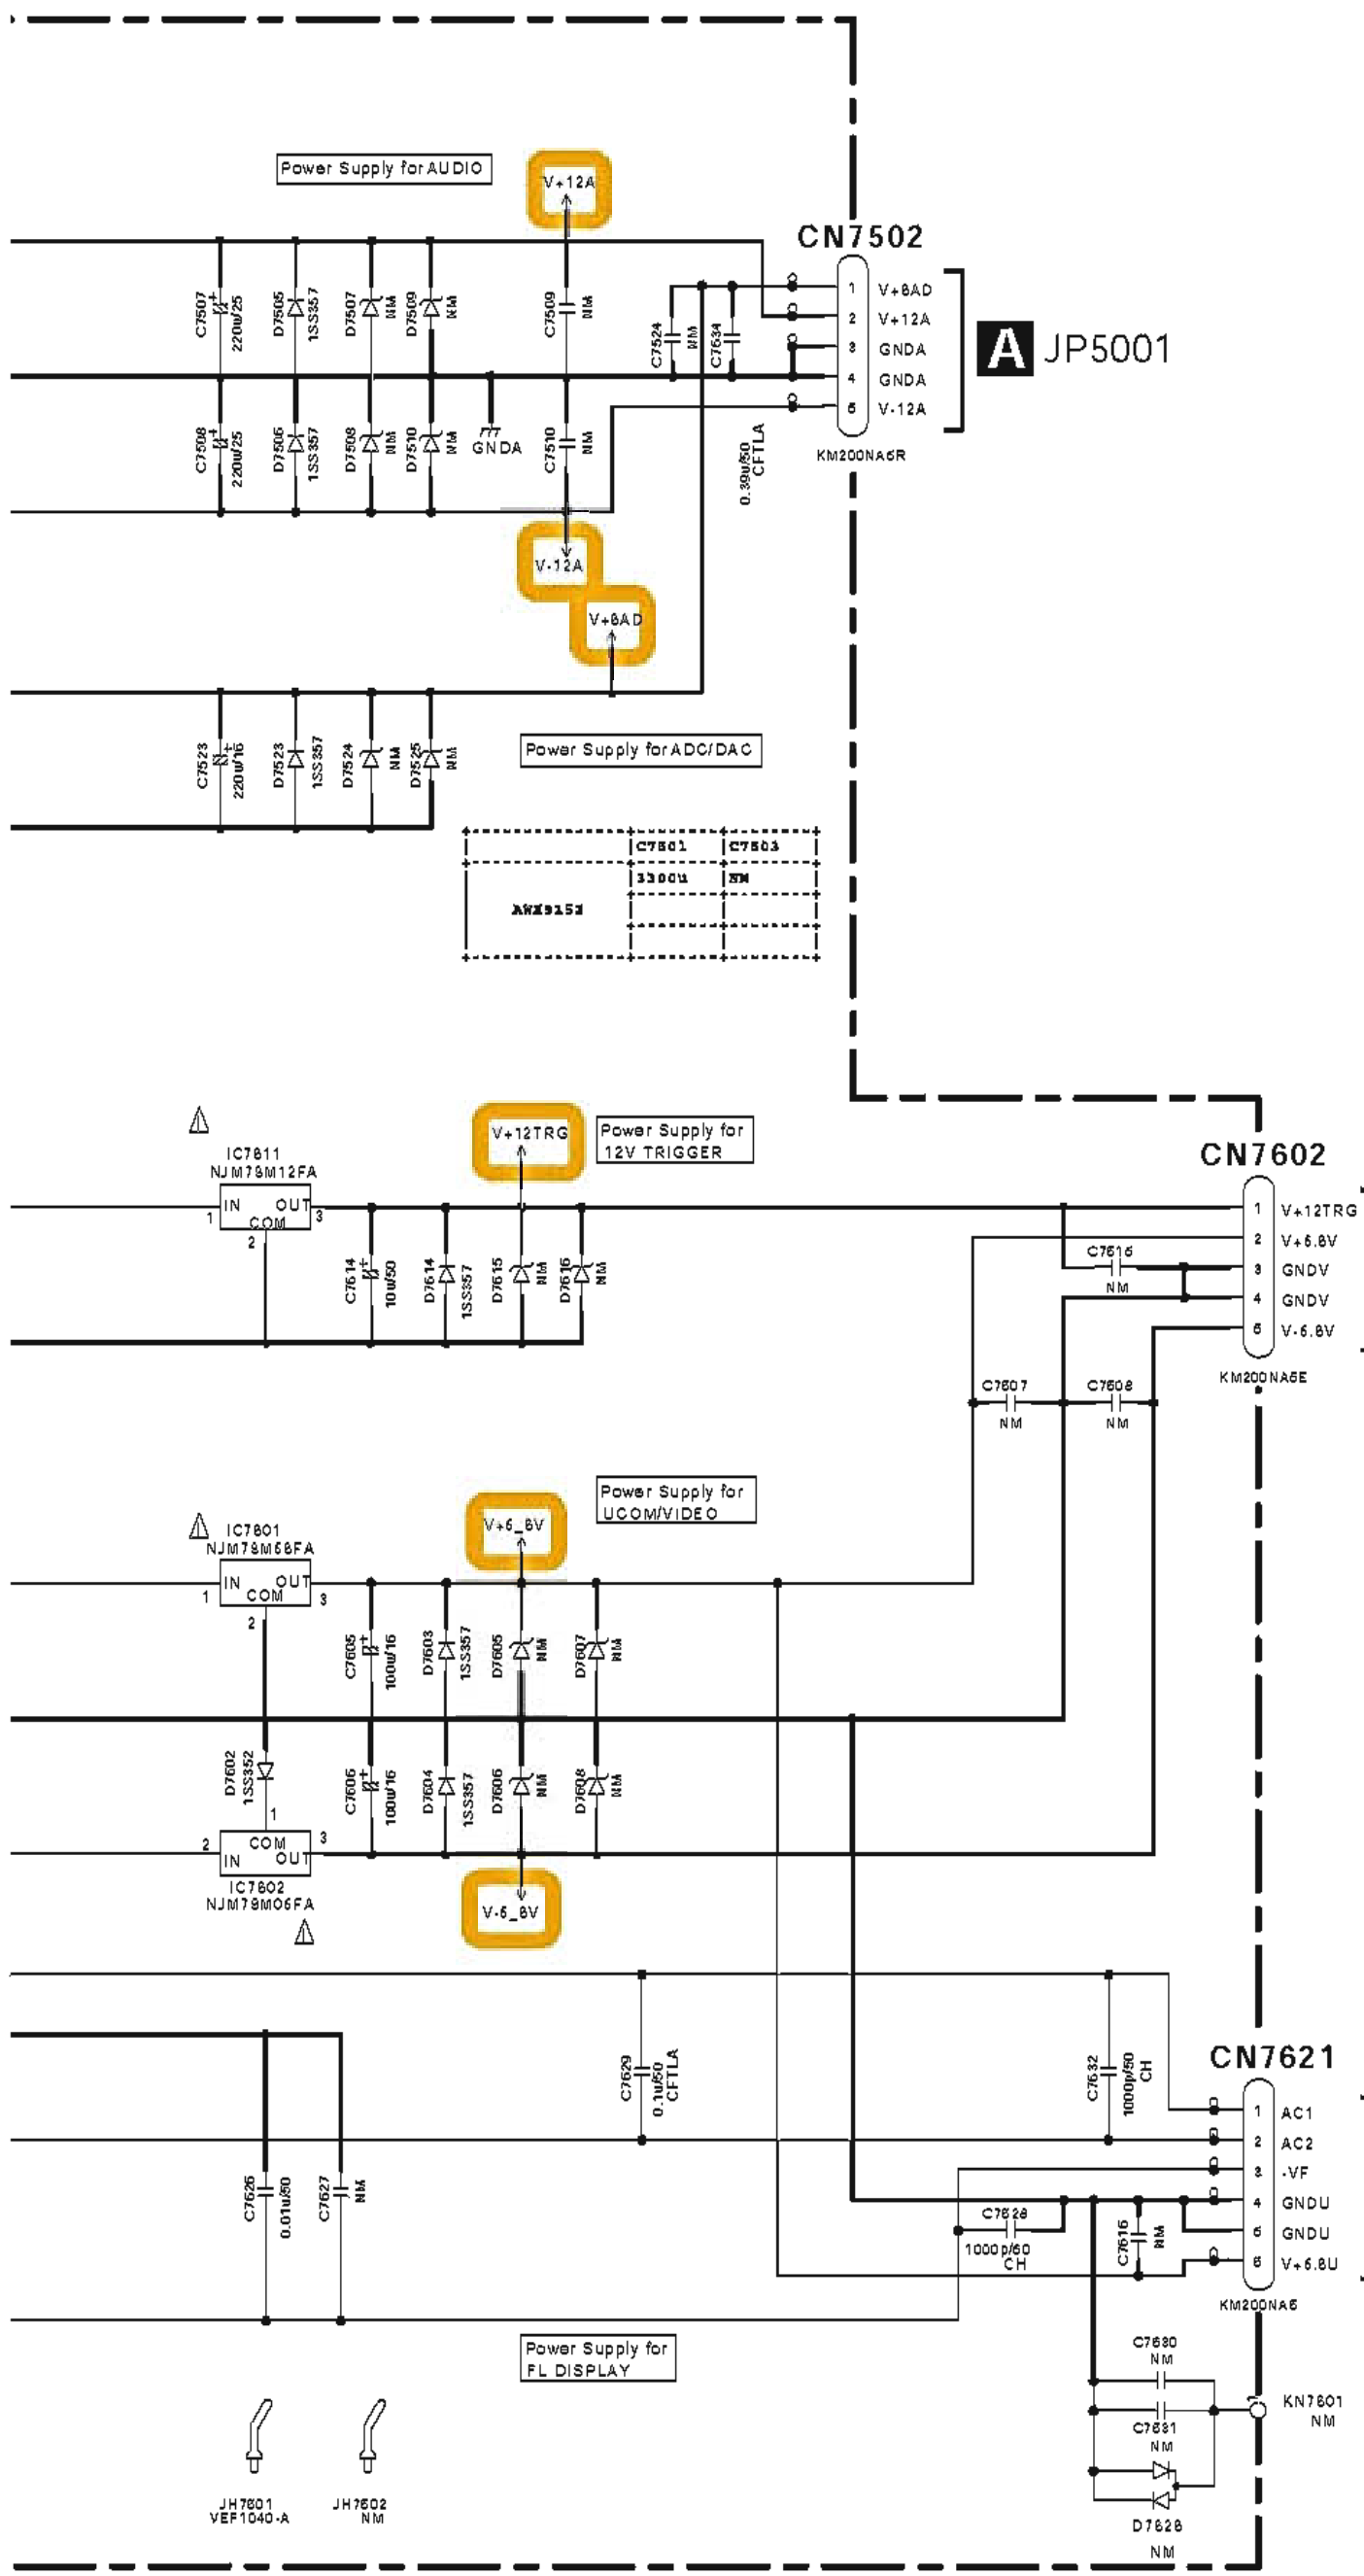 Power Supply for AUDIO
V+12A
CN7502
C7507
220u/25
D7505
1SS357
D7507
NM
D7509
NM
C7509
NM
C7524
NM
C7534
1 V+6AD
2 V+12A
3 GNDA
4 GNDA
5 V-12A
A JP5001
C7508
220u/25
D7506
1SS357
D7508
NM
D7510
NM
GNDA
C7510
NM
0.39u/50
CFTLA
KM200NA5R
V-12A
V+6AD
C7523
220u/16
D7523
1SS357
D7524
NM
D7525
NM
Power Supply for ADC/DAC
C7501 C7503
3300u NM
IC7611
NJM78M12FA
IN OUT
COM
1 3
2
V+12TRG
Power Supply for
12V TRIGGER
CN7602
1 V+12TRG
2 V+5.8V
3 GNDV
4 GNDV
5 V-5.8V
C7614
10u/50
D7614
1SS357
D7615
NM
D7616
NM
C7615
NM
KM200NA5E
C7607
NM
C7608
NM
Power Supply for
UCOM/VIDEO
V+5_8V
IC7601
NJM78M56FA
IN OUT
COM
1 3
2
C7605
100u/16
D7603
1SS357
D7605
NM
D7607
NM
D7602
1SS352
C7606
100u/16
D7604
1SS357
D7606
NM
D7608
NM
1
2 3
COM
IN OUT
IC7602
NJM79M06FA
V-5_8V
C7629
0.1u/50
CFTLA
C7632
1000p/50
CH
CN7621
1 AC1
2 AC2
3 -VF
4 GNDU
5 GNDU
6 V+5.8U
C7626
0.01u/50
C7627
NM
C7628
1000p/50
CH
C7616
NM
KM200NA6
Power Supply for
FL DISPLAY
C7630
NM
C7631
NM
KN7601
NM
D7628
NM
JH7601
VEF1040-A
JH7602
NM